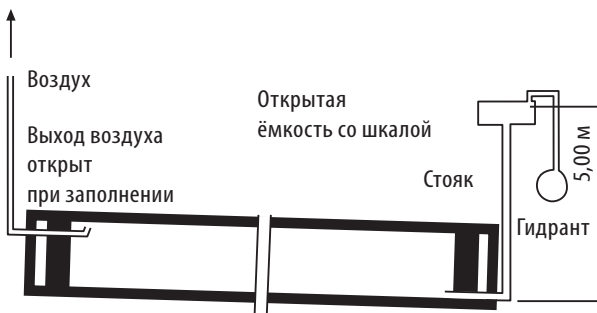 Воздух
Выход воздуха
открыт
при заполнении
Открытая
ёмкость со шкалой
Стояк
5,00 м
Гидрант